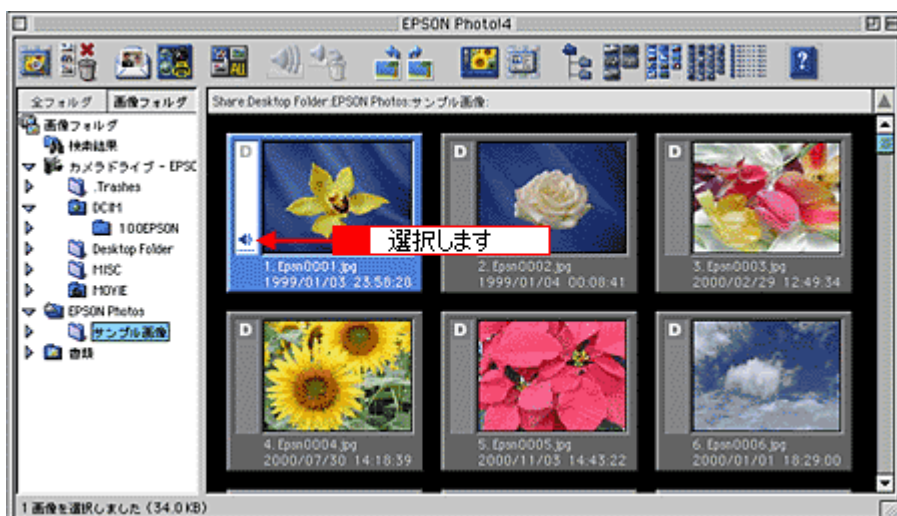 EPSON Photo!4
全フォルダ 画像フォルダ
Share:Desktop Folder:EPSON Photos:サンプル画像:
画像フォルダ
検索結果
カメラドライブ - EPSC
.Trashes
DCIM
100EPSON
Desktop Folder
MISC
MOVIE
EPSON Photos
サンプル画像
書類
ALL
?
D
選択します
1. Epsn0001.jpg
1999/01/03 23:58:28
D
2. Epsn0002.jpg
1999/01/04 00:08:41
D
3. Epsn0003.jpg
2000/02/29 12:49:34
D
4. Epsn0004.jpg
2000/07/30 14:18:39
D
5. Epsn0005.jpg
2000/11/03 14:43:22
D
6. Epsn0006.jpg
2000/01/01 18:29:00
1 画像を選択しました (34.0 KB)